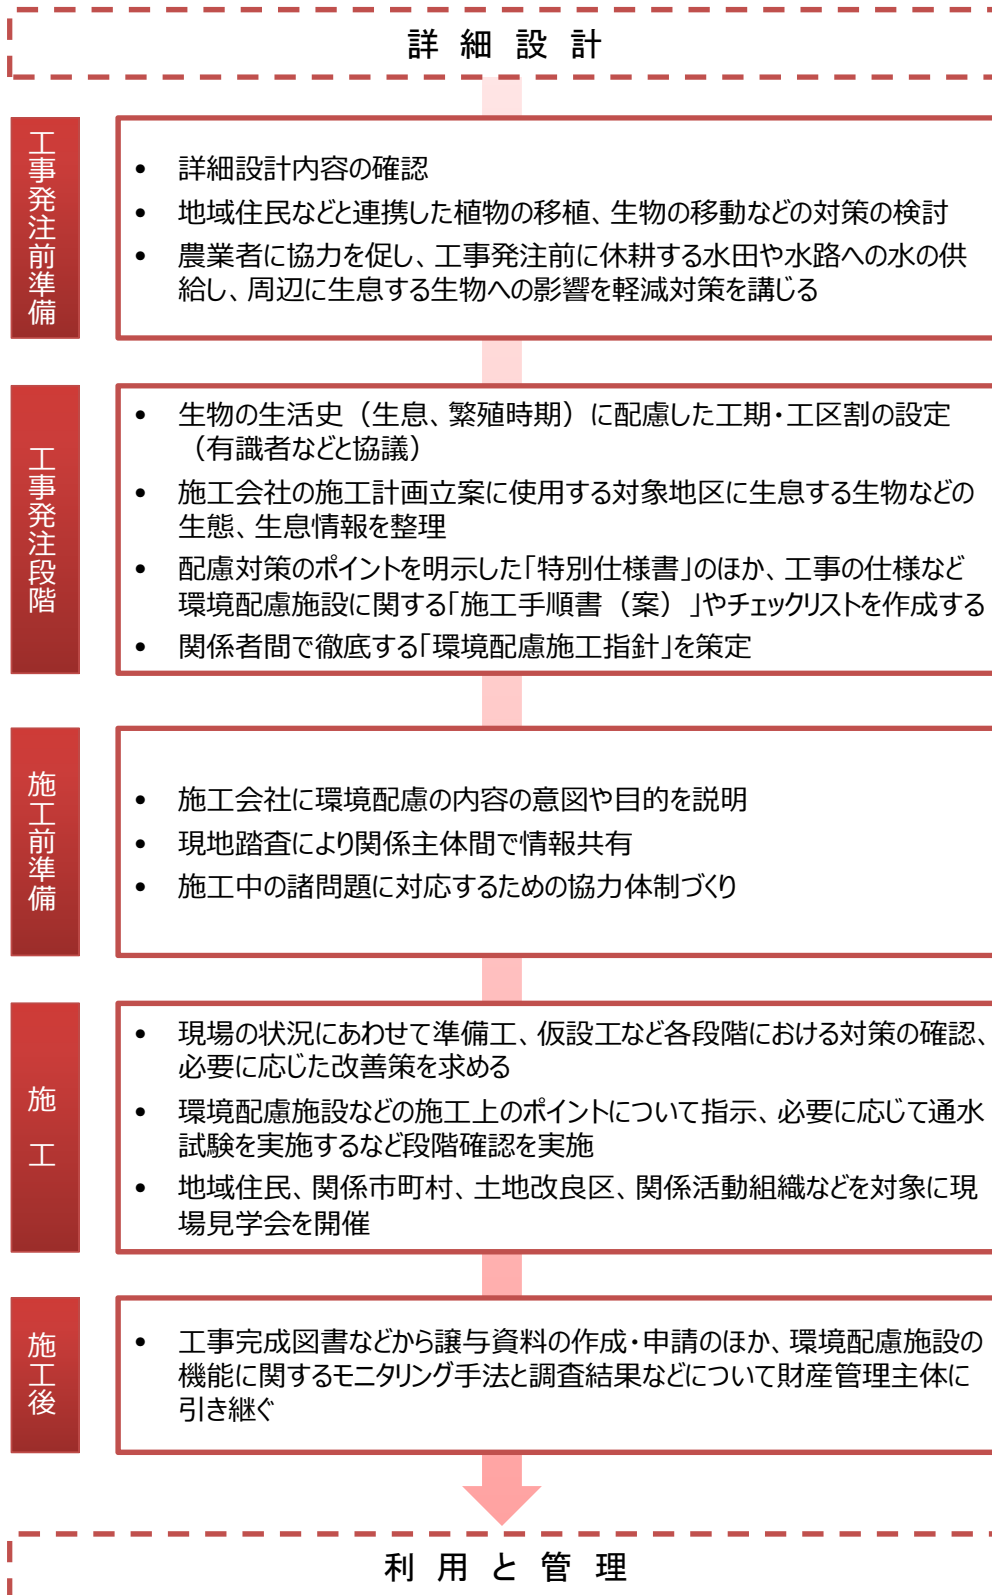 詳 細 設 計
工事発注前準備
• 詳細設計内容の確認
• 地域住民などと連携した植物の移植、生物の移動などの対策の検討
• 農業者に協力を促し、工事発注前に休耕する水田や水路への水の供
給し、周辺に生息する生物への影響を軽減対策を講じる
工事発注段階
• 生物の生活史（生息、繁殖時期）に配慮した工期・工区割の設定
（有識者などと協議）
• 施工会社の施工計画立案に使用する対象地区に生息する生物などの
生態、生息情報を整理
• 配慮対策のポイントを明示した「特別仕様書」のほか、工事の仕様など
環境配慮施設に関する「施工手順書（案）」やチェックリストを作成する
• 関係者間で徹底する「環境配慮施工指針」を策定
施工前準備
• 施工会社に環境配慮の内容の意図や目的を説明
• 現地踏査により関係主体間で情報共有
• 施工中の諸問題に対応するための協力体制づくり
施 工
• 現場の状況にあわせて準備工、仮設工など各段階における対策の確認、
必要に応じた改善策を求める
• 環境配慮施設などの施工上のポイントについて指示、必要に応じて通水
試験を実施するなど段階確認を実施
• 地域住民、関係市町村、土地改良区、関係活動組織などを対象に現
場見学会を開催
施工後
• 工事完成図書などから譲与資料の作成・申請のほか、環境配慮施設の
機能に関するモニタリング手法と調査結果などについて財産管理主体に
引き継ぐ
利 用 と 管 理